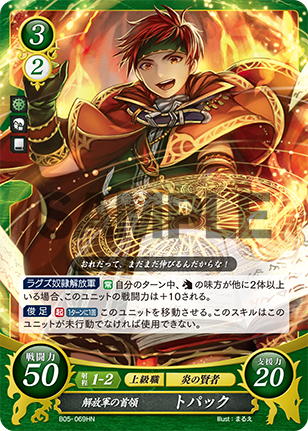 3
2
SAMPLE
おれだって、まだまだ伸びるんだからな!
ラグズ奴隷解放軍 常 自分のターン中、の味方が他に2体以上
いる場合、このユニットの戦闘力は+10される。
俊足 起 1ターンに1回 このユニットを移動させる。このスキルはこの
ユニットが未行動でなければ使用できない。
戦闘力
50
射程 1-2 上級職 炎の賢者
支援力
20
解放軍の首領 トパック
B05-069HN Illust:まるえ